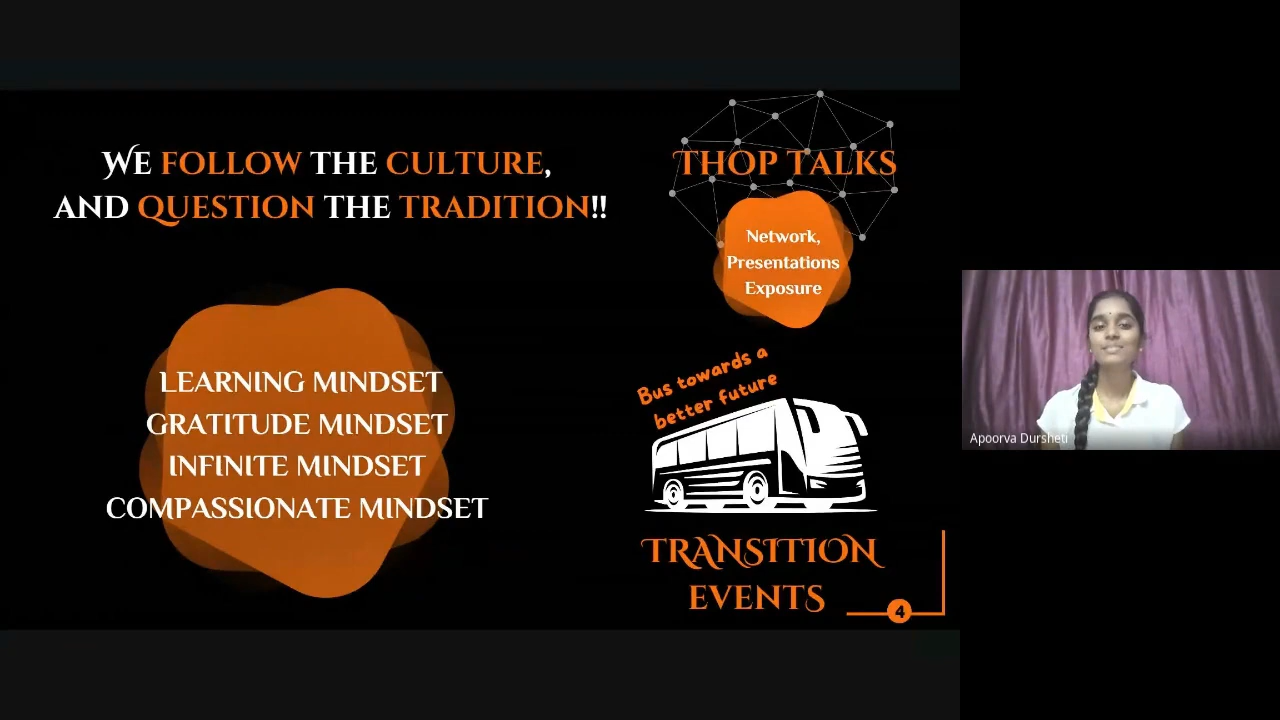 WE FOLLOW THE CULTURE,
AND QUESTION THE TRADITION!!
LEARNING MINDSET
GRATITUDE MINDSET
INFINITE MINDSET
COMPASSIONATE MINDSET
THOP TALKS
Network,
Presentations
Exposure
Bus towards a
better future
TRANSITION
EVENTS
4
Apoorva Dursheti